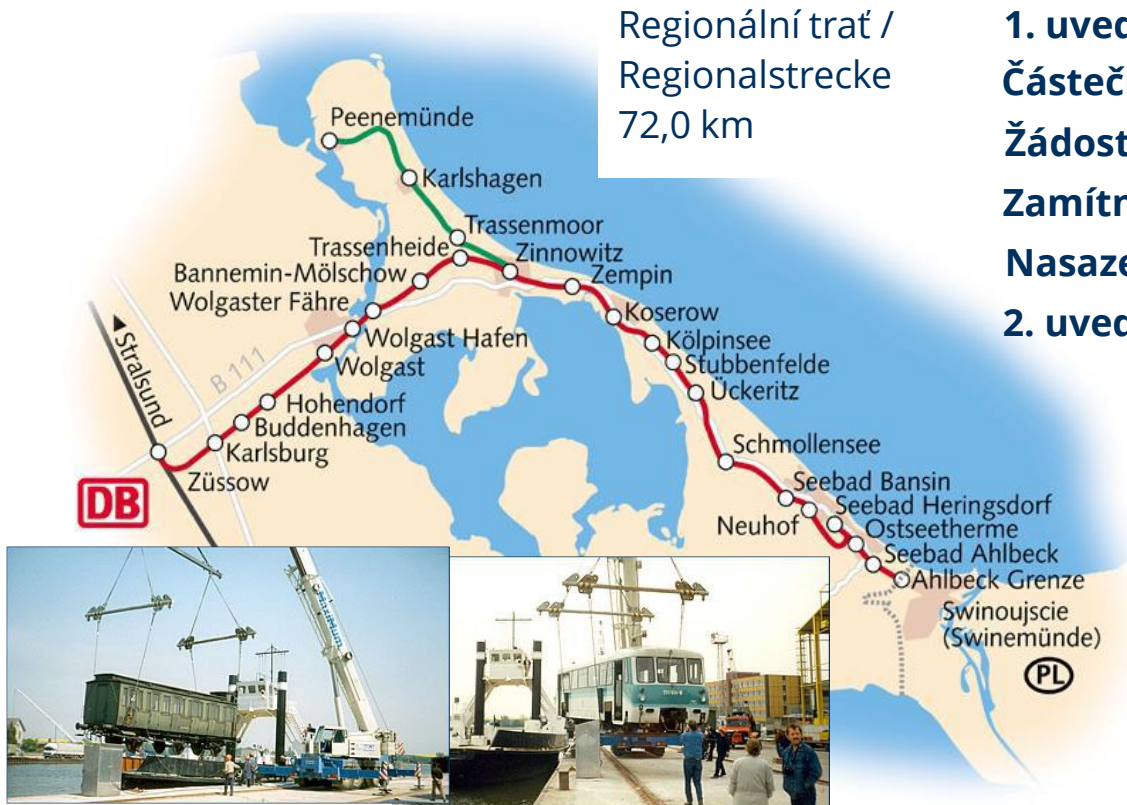 Regionální trať /
Regionalstrecke
72,0 km
1. uved
Částeč
Žádost
Zamítn
Nasaze
2. uved
Peenemünde
Karlshagen
Trassenmoor
Trassenheide
Zinnowitz
Bannemin-Mölschow
Zempin
Wolgaster Fähre
Koserow
Wolgast Hafen
Kölpinsee
Wolgast
Stubbenfelde
Ückeritz
Stralsund
B 111
Hohendorf
Buddenhagen
Karlsburg
Züssow
Schmollensee
DB
Seebad Bansin
Seebad Heringsdorf
Neuhof
Ostseetherme
Seebad Ahlbeck
Ahlbeck Grenze
Swinoujscie
(Swinemünde)
PL
MaxiMum